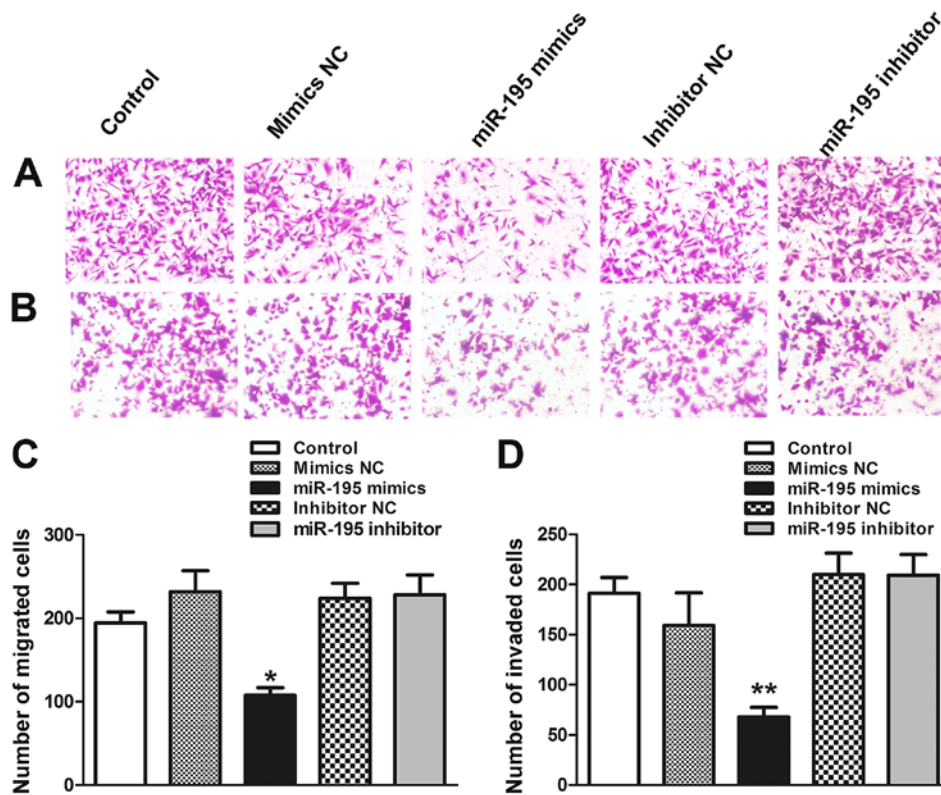 Control
Mimics NC
miR-195 mimics
Inhibitor NC
miR-195 inhibitor
A
B
C
Control
Mimics NC
miR-195 mimics
Inhibitor NC
miR-195 inhibitor
Number of migrated cells
300
200
100
0
*
D
Control
Mimics NC
miR-195 mimics
Inhibitor NC
miR-195 inhibitor
Number of invaded cells
250
200
150
100
50
0
**